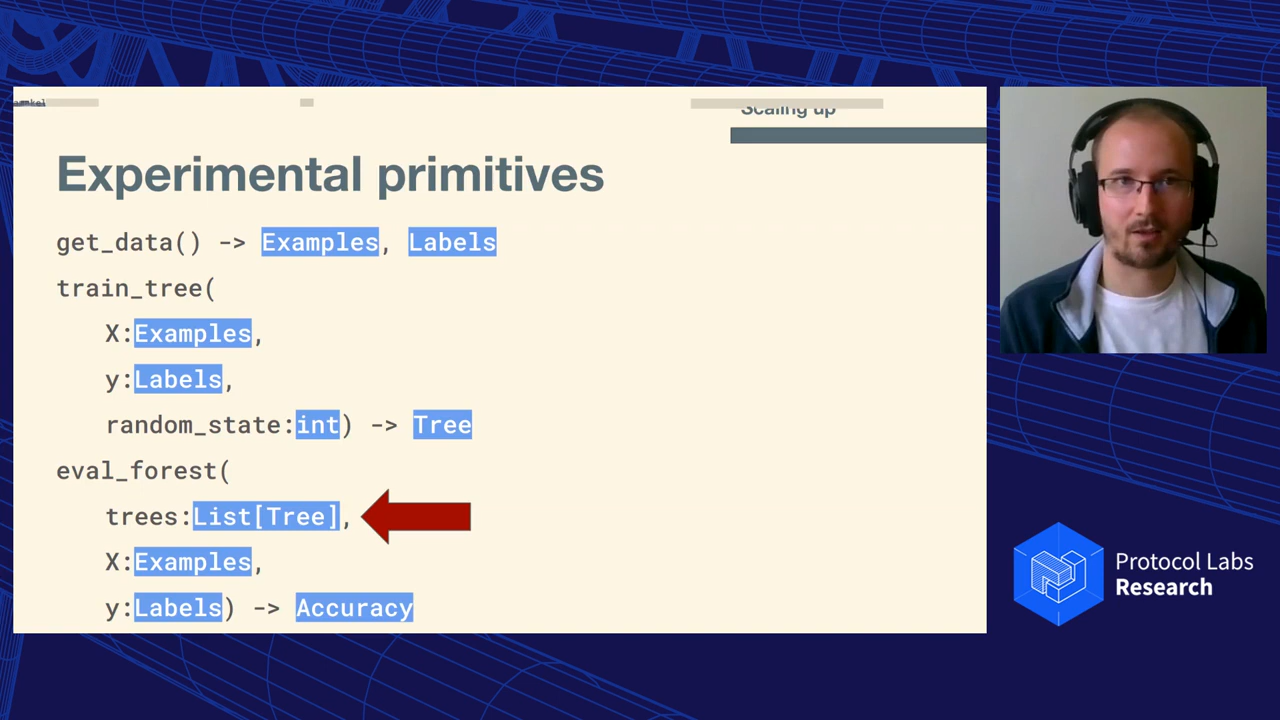 Scaling up
Experimental primitives
get_data() -> Examples, Labels
train_tree(
X:Examples,
y:Labels,
random_state:int) -> Tree
eval_forest(
trees:List[Tree],
X:Examples,
y:Labels) -> Accuracy
Protocol Labs
Research